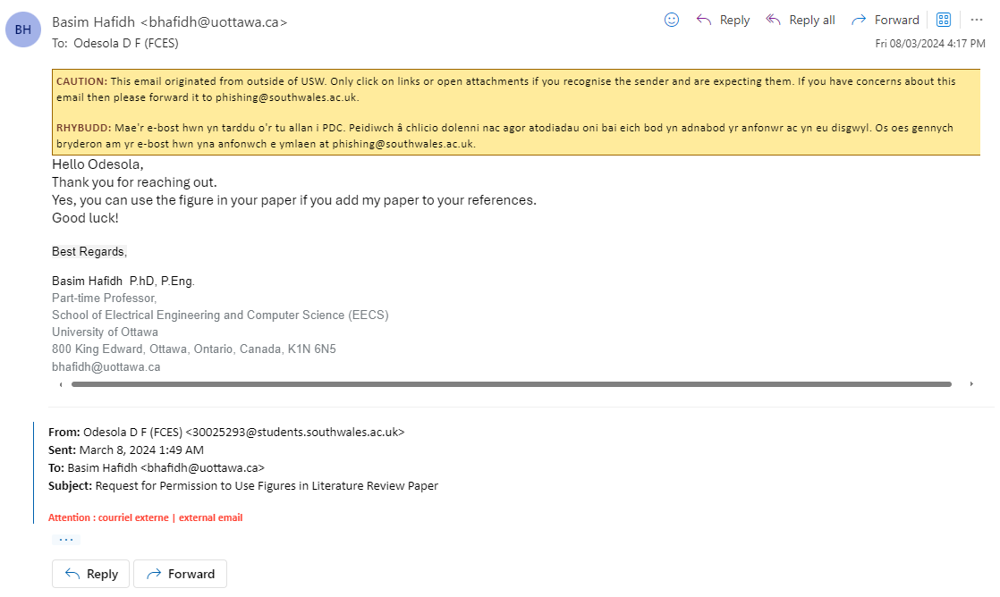 BH
Basim Hafidh <bhafidh@uottawa.ca>
To: Odesola D F (FCES)
Reply
Reply all
Forward
Fri 08/03/2024 4:17 PM
CAUTION: This email originated from outside of USW. Only click on links or open attachments if you recognise the sender and are expecting them. If you have concerns about this
email then please forward it to phishing@southwales.ac.uk.
RHYBUDD: Mae'r e-bost hwn yn tarddu o'r tu allan i PDC. Peidiwch â chlicio dolenni nac agor atodiadau oni bai eich bod yn adnabod yr anfonwr ac yn eu disgwyl. Os oes gennych
bryderon am yr e-bost hwn yna anfonwch e ymlaen at phishing@southwales.ac.uk.
Hello Odesola,
Thank you for reaching out.
Yes, you can use the figure in your paper if you add my paper to your references.
Good luck!
Best Regards,
Basim Hafidh P.hD, P.Eng.
Part-time Professor,
School of Electrical Engineering and Computer Science (EECS)
University of Ottawa
800 King Edward, Ottawa, Ontario, Canada, K1N 6N5
bhafidh@uottawa.ca
From: Odesola D F (FCES) <30025293@students.southwales.ac.uk>
Sent: March 8, 2024 1:49 AM
To: Basim Hafidh <bhafidh@uottawa.ca>
Subject: Request for Permission to Use Figures in Literature Review Paper
Attention : courriel externe | external email
...
Reply
Forward